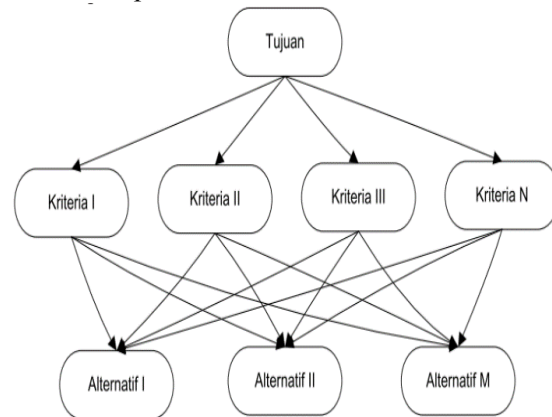 Tujuan
Kriteria I
Kriteria II
Kriteria III
Kriteria N
Alternatif I
Alternatif II
Alternatif M